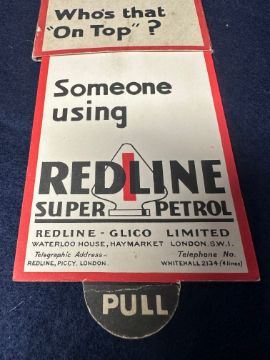 Who's that
"On Top"?
Someone
using
REDLINE
SUPER PETROL
REDLINE - GLICO LIMITED
WATERLOO HOUSE, HAYMARKET LONDON. S.W.1.
Telegraphic Address - Telephone No.
REDLINE, PICCY, LONDON. WHITEHALL 2134 (4 lines)
PULL